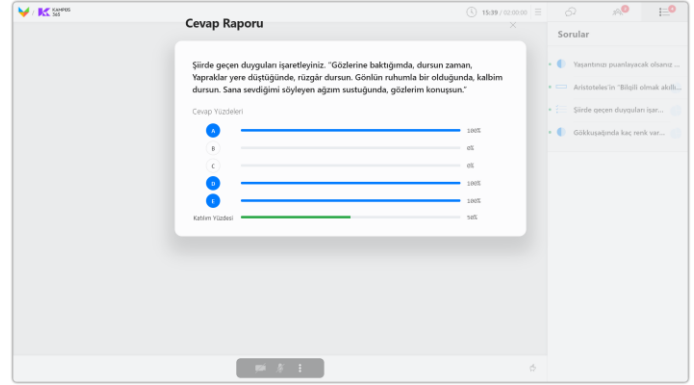 KAMPÜS
365
15:39 / 02:00:00
Cevap Raporu
Sorular
Şiirde geçen duyguları işaretleyiniz. "Gözlerine baktığımda, dursun zaman,
Yapraklar yere düştüğünde, rüzgâr dursun. Gönlün ruhumla bir olduğunda, kalbim
dursun. Sana sevdiğimi söyleyen ağzım sustuğunda, gözlerim konuşsun."
Cevap Yüzdeleri
A 100%
B 0%
C 0%
D 100%
E 100%
Katılım Yüzdesi 50%
Yaşantınızı puanlayacak olsanız ...
Aristoteles'in "Bilgili olmak abili...
Şiirde geçen duyguları işar...
Gökkuşağında kaç renk var...